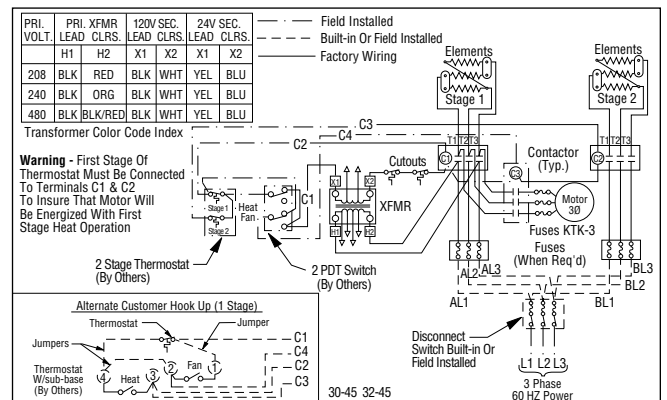 PRI. VOLT. PRI. XFMR LEAD CLRS. 120V SEC. LEAD CLRS. 24V SEC. LEAD CLRS.
H1 H2 X1 X2 X1 X2
208 BLK RED BLK WHT YEL BLU
240 BLK ORG BLK WHT YEL BLU
480 BLK BLK/RED BLK WHT YEL BLU
Transformer Color Code Index
Field Installed
Built-in Or Field Installed
Factory Wiring
Warning - First Stage Of
Thermostat Must Be Connected
To Terminals C1 & C2
To Insure That Motor Will
Be Energized With First
Stage Heat Operation
Elements
Stage 1
Elements
Stage 2
C3
C4
C2
T1 T2 T3
T1 T2 T3
C1
C2
C3
Contactor
(Typ.)
Cutouts
X1
X2
XFMR
H1
H2
C1
Stage 1
Stage 2
Heat
Fan
Motor
3Ø
Fuses KTK-3
Fuses
(When Req'd)
2 Stage Thermostat
(By Others)
2 PDT Switch
(By Others)
AL3
AL2
AL1
BL3
BL2
BL1
Disconnect
Switch Built-in Or
Field Installed
L1 L2 L3
3 Phase
60 HZ Power
Alternate Customer Hook Up (1 Stage)
Thermostat
Jumper
Jumpers
Thermostat
W/sub-base
(By Others)
4
Heat
3
2
Fan
1
C1
C4
C2
C3
30-45 32-45